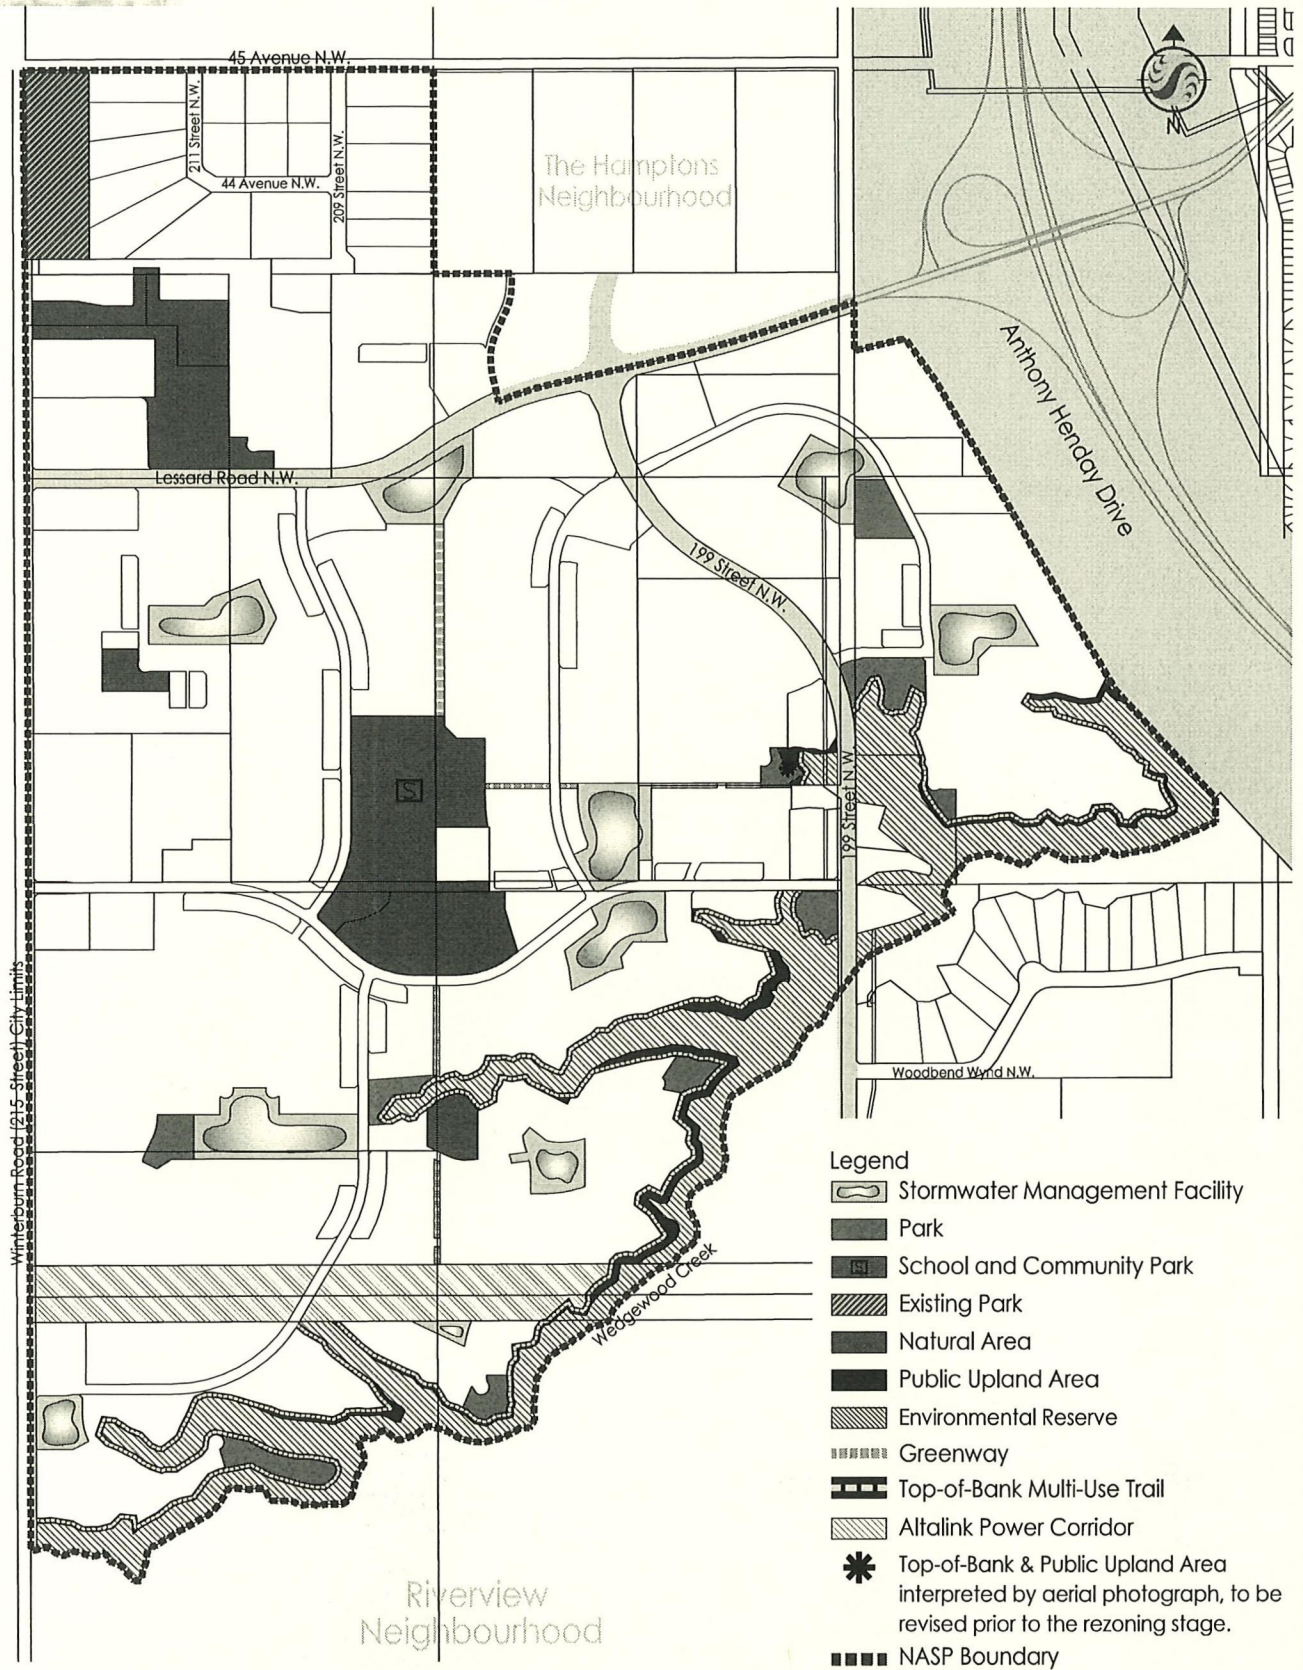 45 Avenue N.W.
211 Street N.W.
44 Avenue N.W.
209 Street N.W.
The Hamptons
Neighbourhood
N
Anthony Henday Drive
Lessard Road N.W.
199 Street N.W.
S
199 Street N.W.
Winterburn Road (215 Street) City Limits
Woodbend Wynd N.W.
Wedgewood Creek
Riverview
Neighbourhood
Legend
Stormwater Management Facility
Park
S
School and Community Park
Existing Park
Natural Area
Public Upland Area
Environmental Reserve
Greenway
Top-of-Bank Multi-Use Trail
Altalink Power Corridor
Top-of-Bank & Public Upland Area
interpreted by aerial photograph, to be
revised prior to the rezoning stage.
NASP Boundary